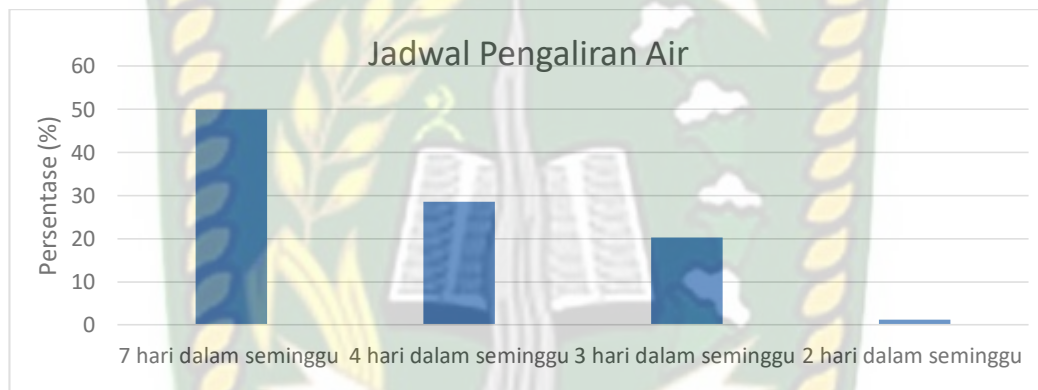 Jadwal Pengaliran Air
Persentase (%)
60
50
40
30
20
10
0
7 hari dalam seminggu 4 hari dalam seminggu 3 hari dalam seminggu 2 hari dalam seminggu